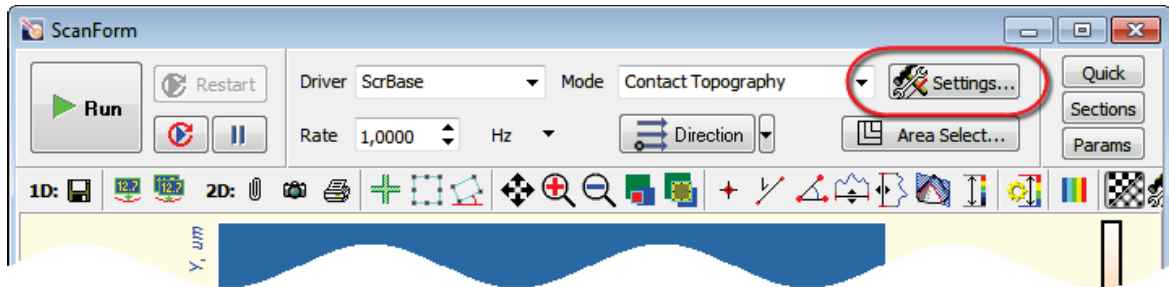 ScanForm
Run
Restart
Driver ScrBase Mode Contact Topography Settings...
Rate 1,0000 Hz Direction Area Select...
Quick
Sections
Params
1D: 12.7 12.7 2D:
Y, um